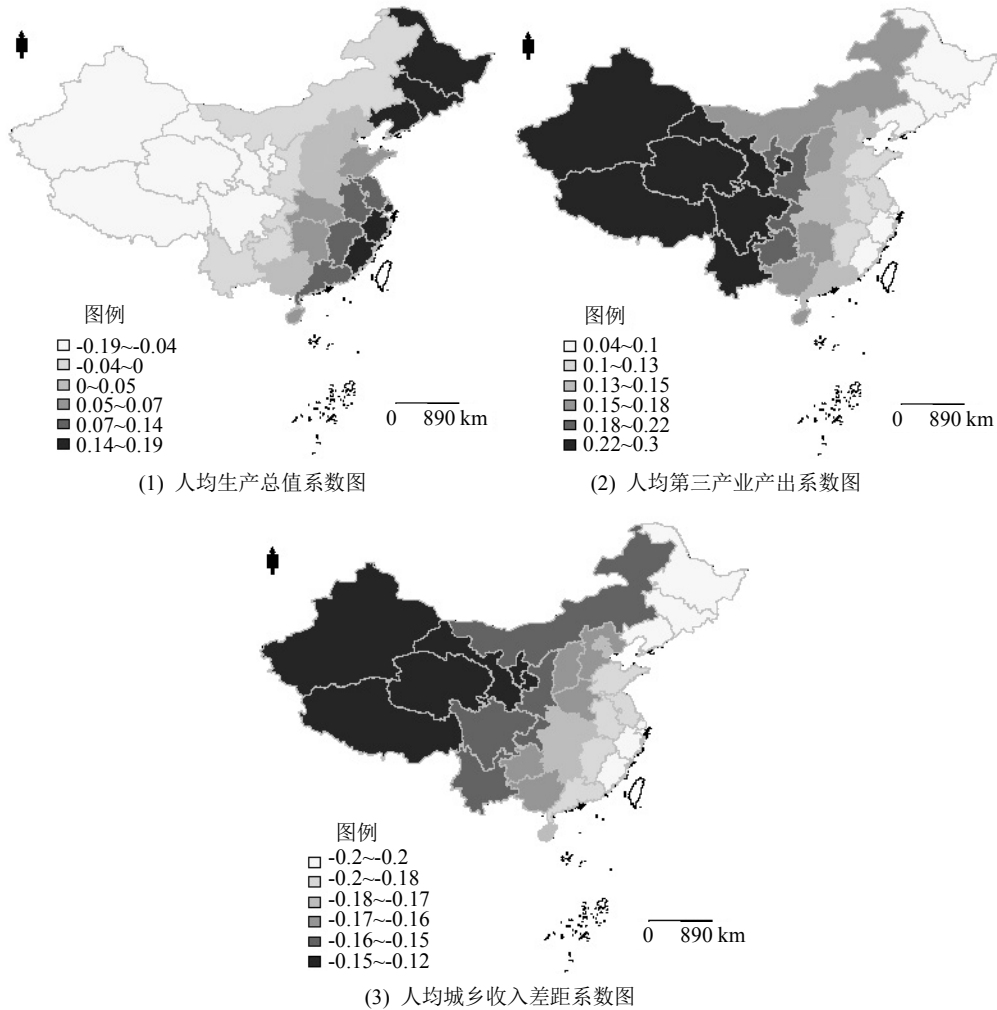 图例
-0.19~-0.04
-0.04~0
0~0.05
0.05~0.07
0.07~0.14
0.14~0.19
0 890 km
(1) 人均生产总值系数图
图例
0.04~0.1
0.1~0.13
0.13~0.15
0.15~0.18
0.18~0.22
0.22~0.3
0 890 km
(2) 人均第三产业产出系数图
图例
-0.2~-0.2
-0.2~-0.18
-0.18~-0.17
-0.17~-0.16
-0.16~-0.15
-0.15~-0.12
0 890 km
(3) 人均城乡收入差距系数图